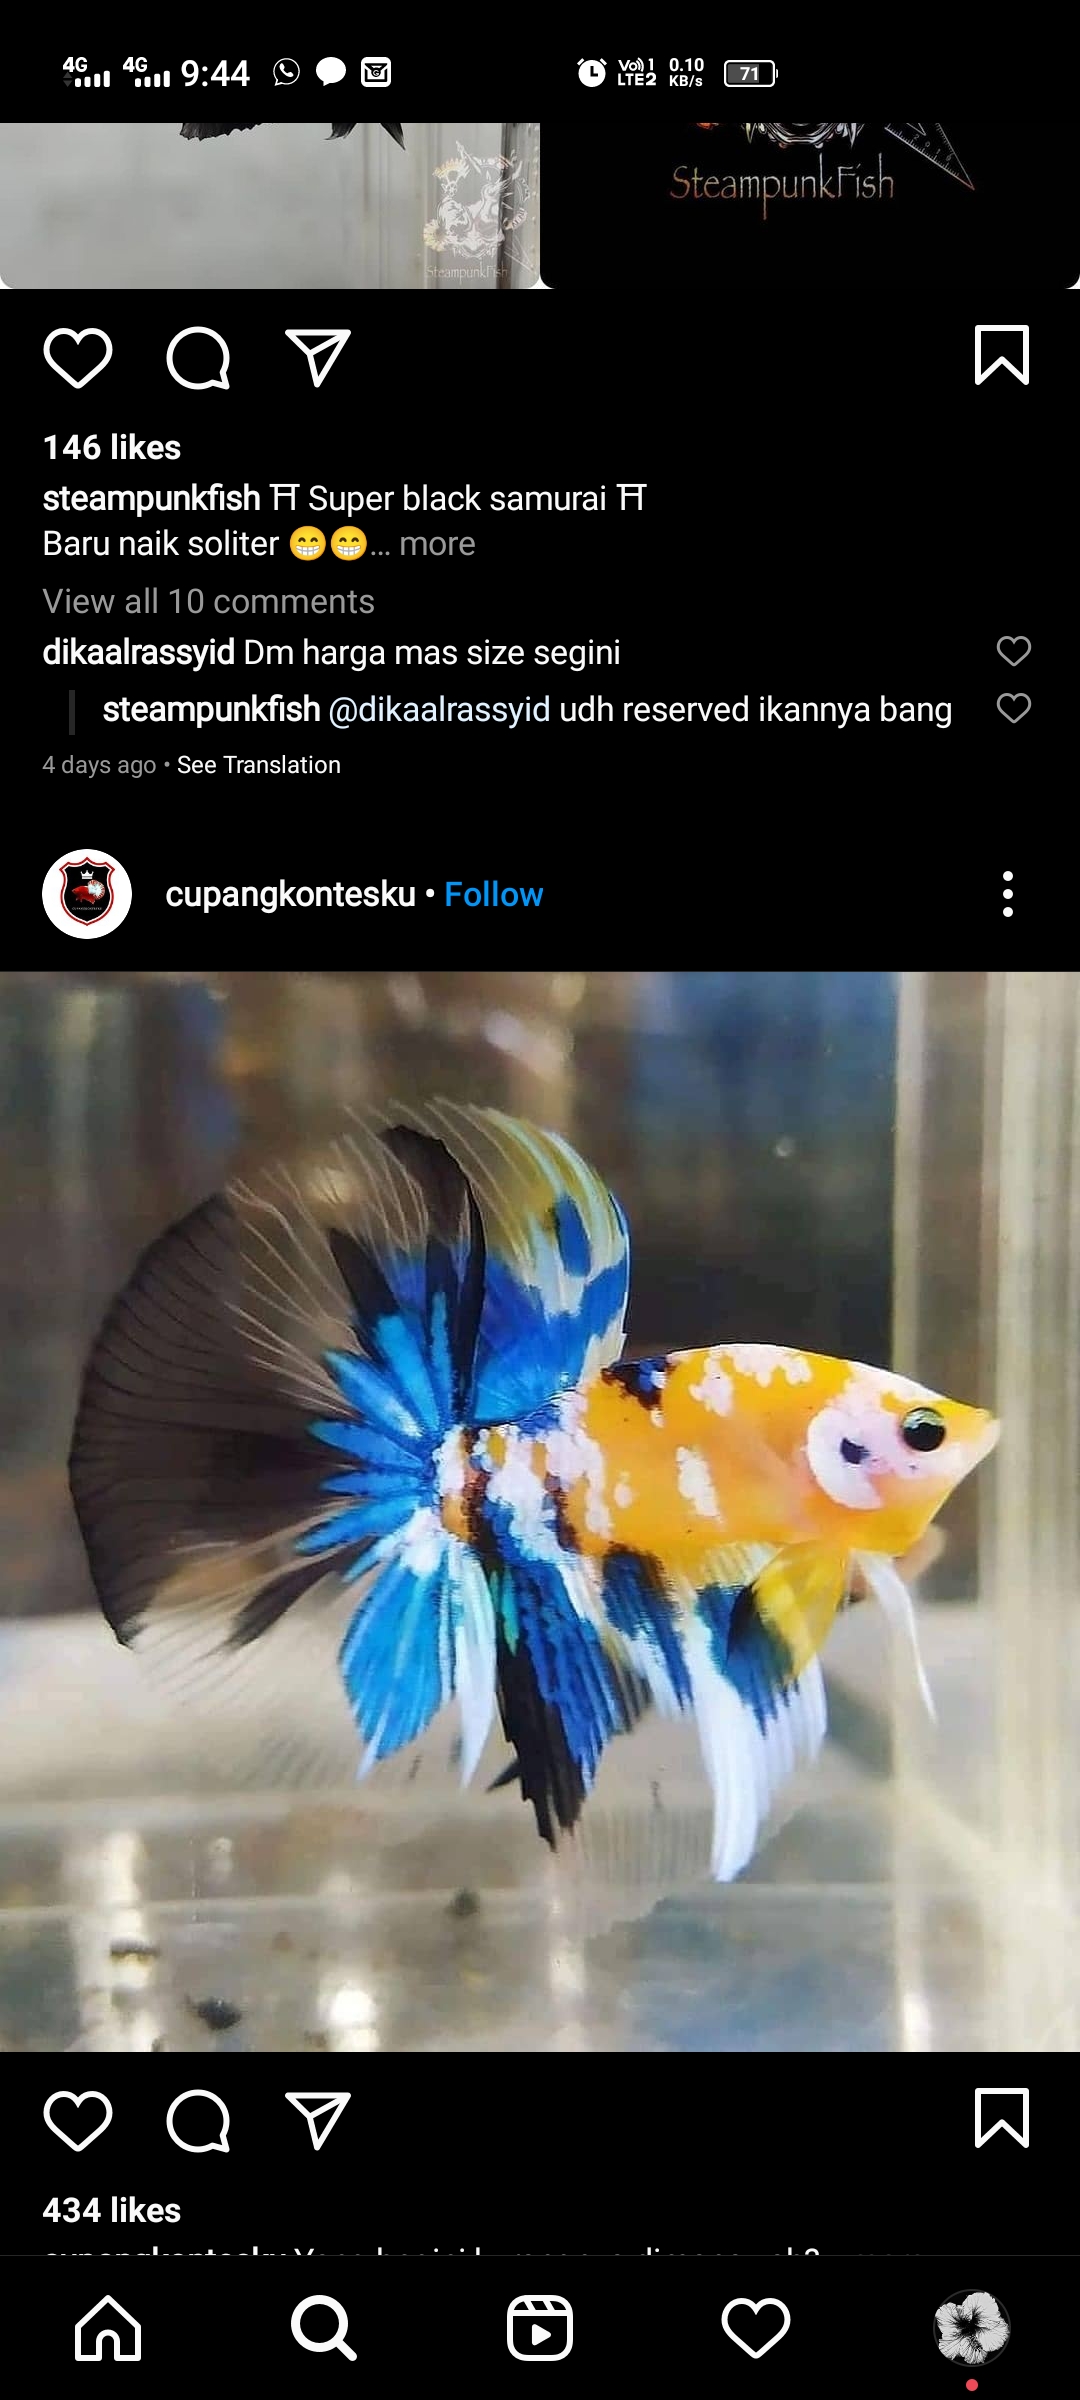 4G 4G 9:44 Vo)) 1 LTE2 0.10 KB/s 71
SteampunkFish
SteampunkFish
146 likes
steampunkfish ⛩ Super black samurai ⛩
Baru naik soliter 😁😁... more
View all 10 comments
dikaalrassyid Dm harga mas size segini
steampunkfish @dikaalrassyid udh reserved ikannya bang
4 days ago • See Translation
cupangkontesku • Follow
434 likes
cupangkontesku